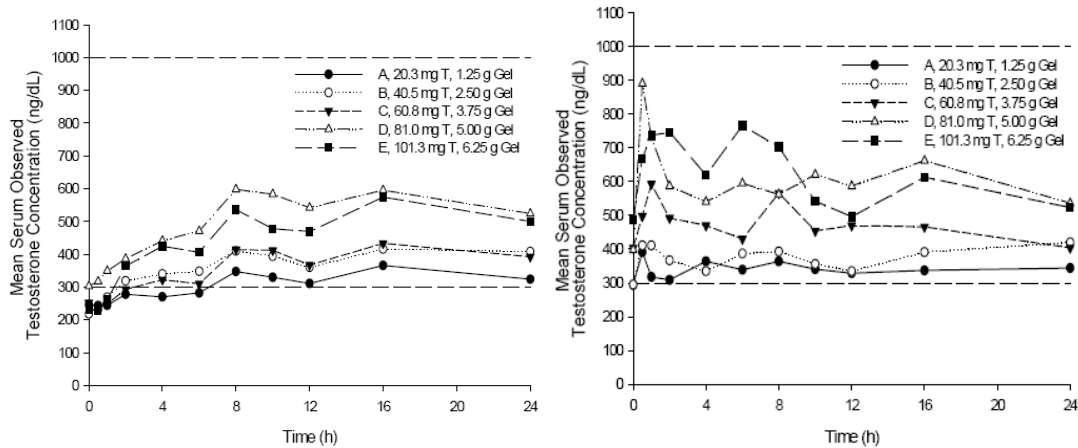 1100
1000
900
800
700
600
500
400
300
200
100
0
Mean Serum Observed
Testosterone Concentration (ng/dL)
A, 20.3 mg T, 1.25 g Gel
B, 40.5 mg T, 2.50 g Gel
C, 60.8 mg T, 3.75 g Gel
D, 81.0 mg T, 5.00 g Gel
E, 101.3 mg T, 6.25 g Gel
0 4 8 12 16 20 24
Time (h)
1100
1000
900
800
700
600
500
400
300
200
100
0
Mean Serum Observed
Testosterone Concentration (ng/dL)
A, 20.3 mg T, 1.25 g Gel
B, 40.5 mg T, 2.50 g Gel
C, 60.8 mg T, 3.75 g Gel
D, 81.0 mg T, 5.00 g Gel
E, 101.3 mg T, 6.25 g Gel
0 4 8 12 16 20 24
Time (h)